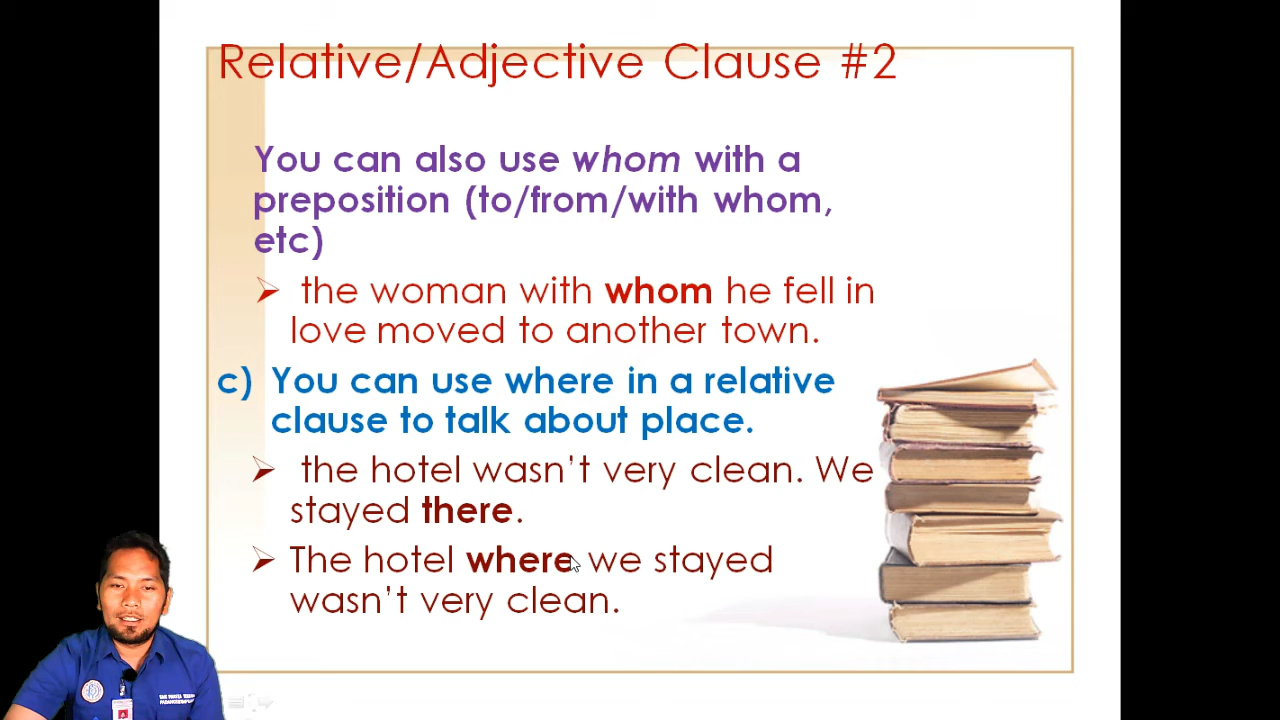 Relative/Adjective Clause #2
You can also use whom with a
preposition (to/from/with whom,
etc)
the woman with whom he fell in
love moved to another town.
c) You can use where in a relative
clause to talk about place.
the hotel wasn't very clean. We
stayed there.
The hotel where we stayed
wasn't very clean.